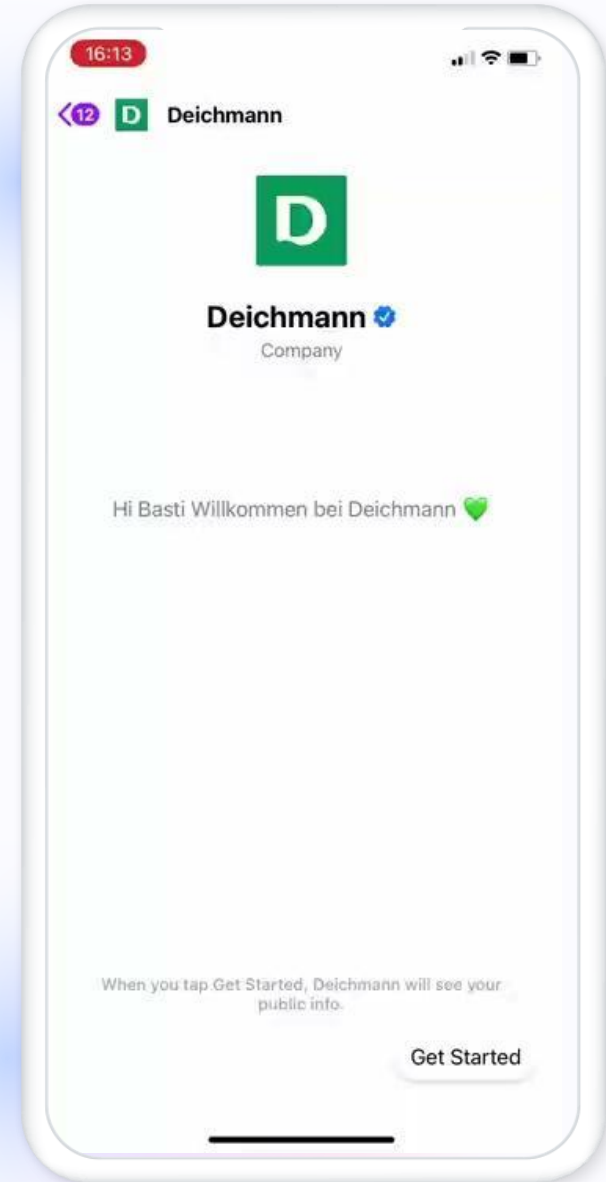 16:13
12 D Deichmann
D
Deichmann
Company
Hi Basti Willkommen bei Deichmann 💚
When you tap Get Started, Deichmann will see your
public info.
Get Started